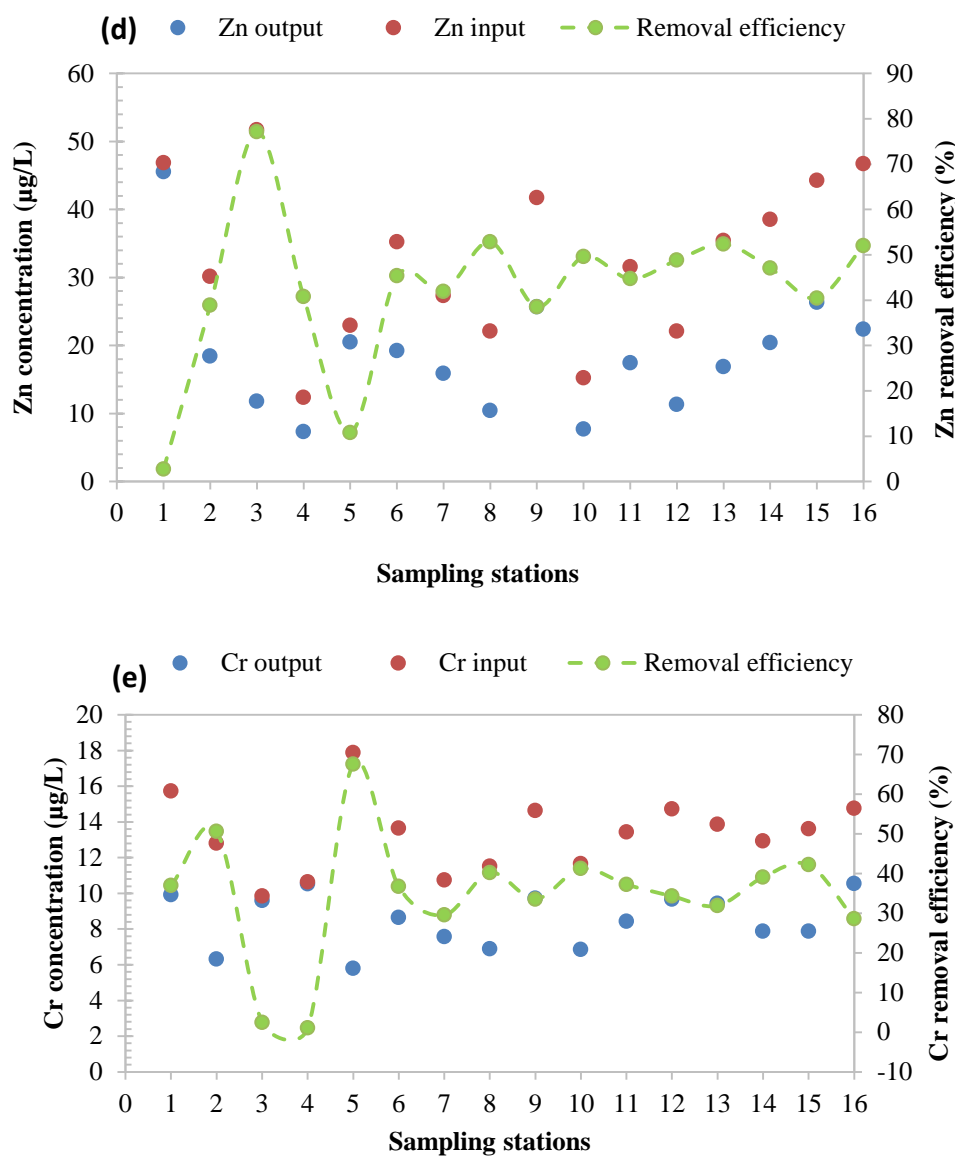 (d) Zn output Zn input Removal efficiency
60 90
80
50
70
40 60
50
30
40
20 30
20
10
10
0 0
0 1 2 3 4 5 6 7 8 9 10 11 12 13 14 15 16
Zn concentration (µg/L)
Zn removal efficiency (%)
Sampling stations
(e) Cr output Cr input Removal efficiency
20 80
18 70
16 60
14 50
12 40
10 30
8 20
6 10
4 0
2 -10
0
0 1 2 3 4 5 6 7 8 9 10 11 12 13 14 15 16
Cr concentration (µg/L)
Cr removal efficiency (%)
Sampling stations